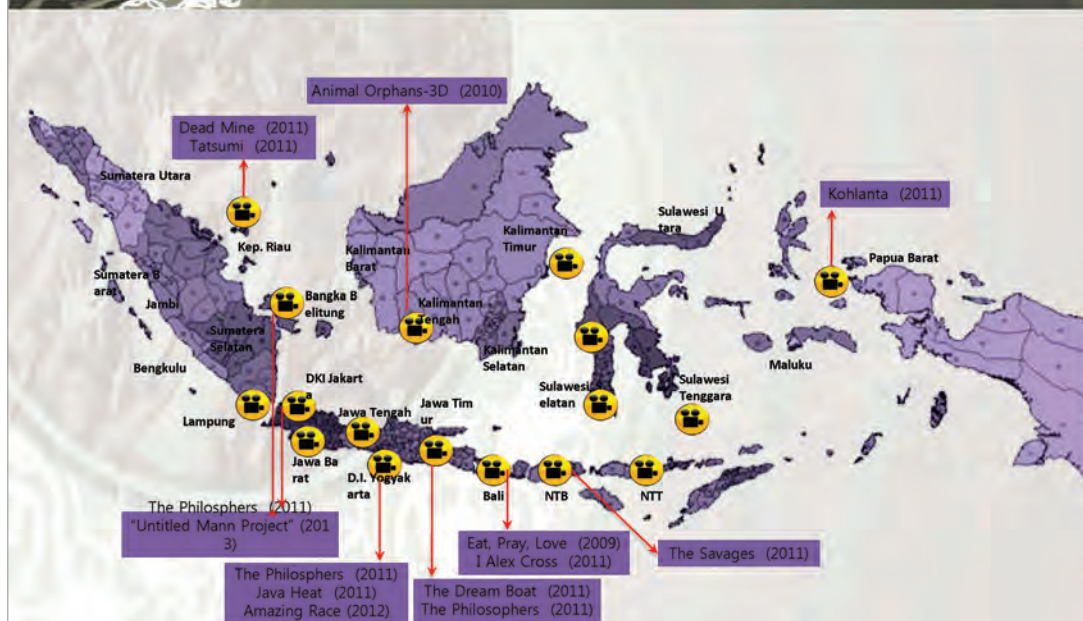 Animal Orphans-3D (2010)
Dead Mine (2011)
Tatsumi (2011)
Kohlanta (2011)
Sumatera Utara
Kep. Riau
Kalimantan
Barat
Kalimantan
Timur
Sulawesi U
tara
Papua Barat
Sumatera B
arat
Jambi
Bangka B
elitung
Kalimantan
Tengah
Sumatera
Selatan
Kalimantan
Selatan
Maluku
Bengkulu
DKI Jakart
a
Sulawesi
elatan
Sulawesi
Tenggara
Lampung
Jawa Tengah
Jawa Tim
ur
Jawa Ba
rat
D.I. Yogyak
arta
Bali
NTB
NTT
The Philosphers (2011)
"Untitled Mann Project" (201
3)
Eat, Pray, Love (2009)
I Alex Cross (2011)
The Savages (2011)
The Philosphers (2011)
Java Heat (2011)
Amazing Race (2012)
The Dream Boat (2011)
The Philosophers (2011)